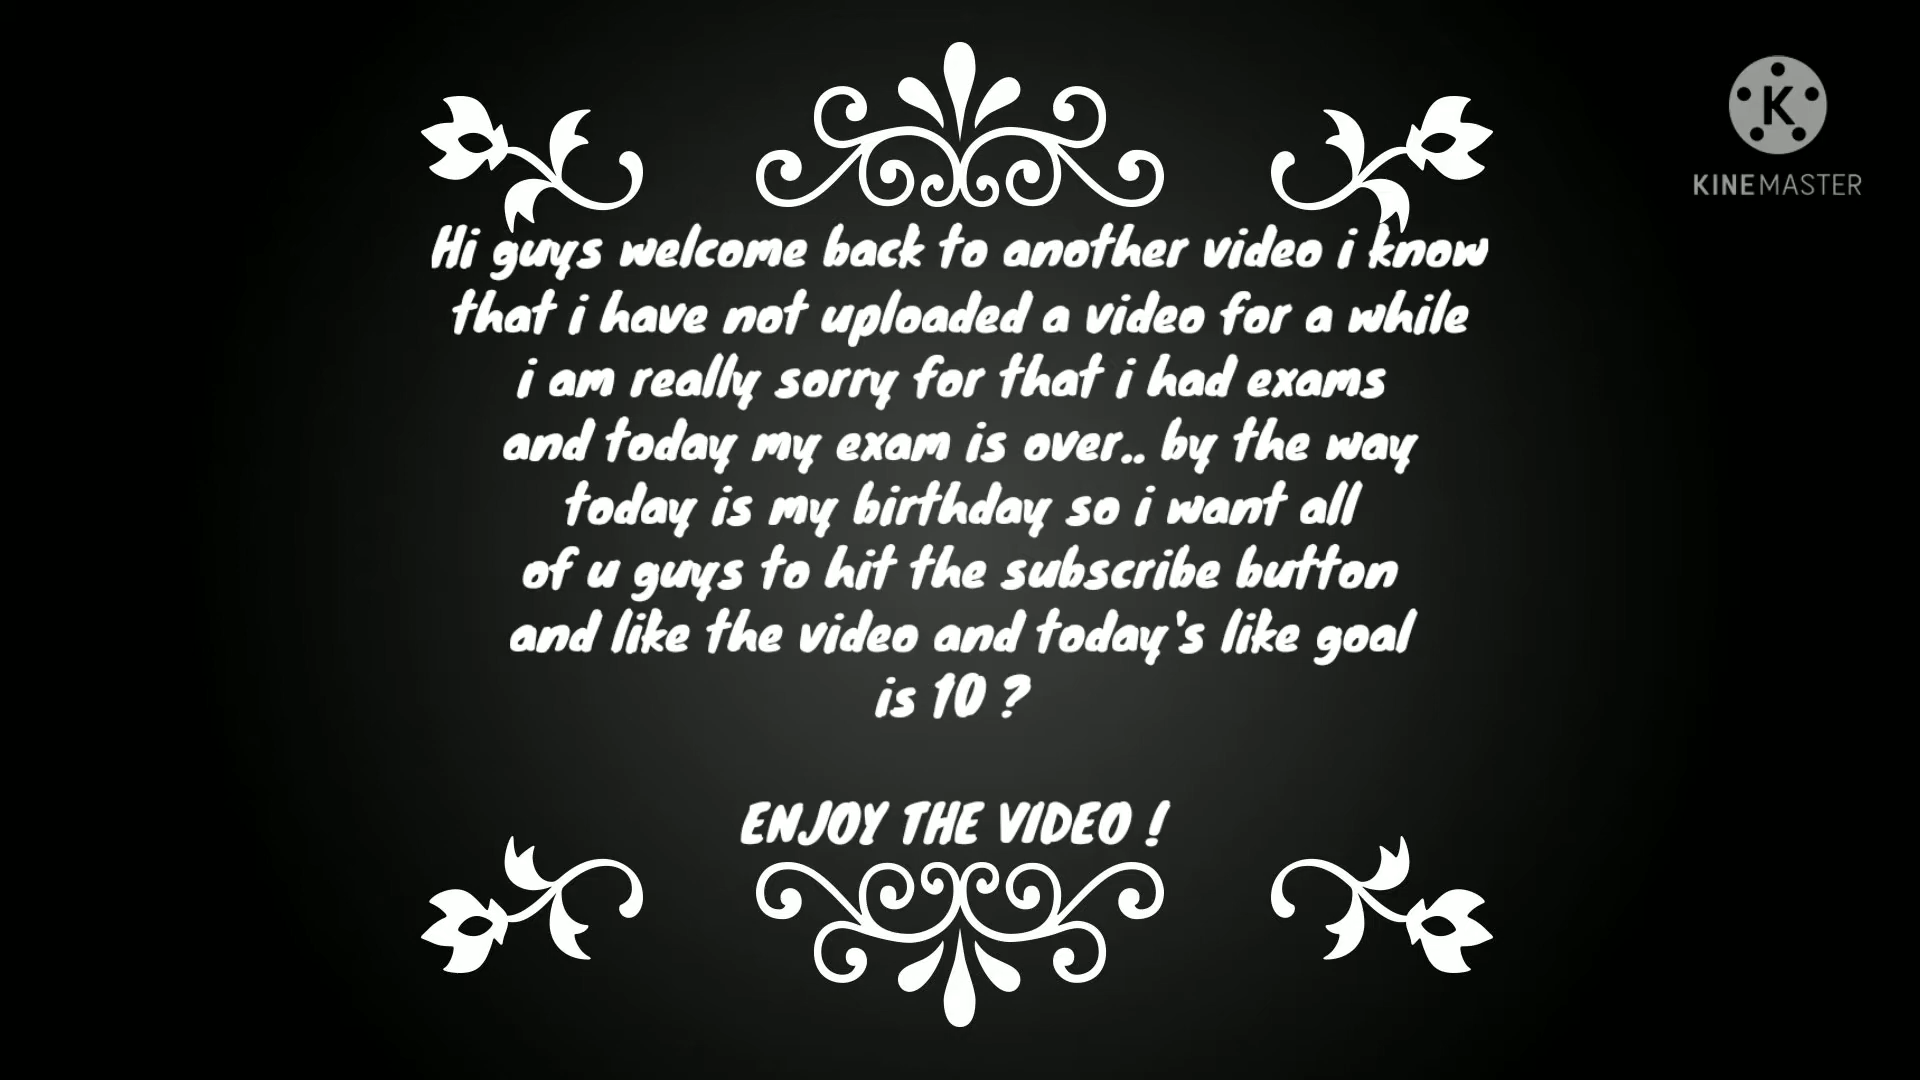 K
KINEMASTER
Hi guys welcome back to another video i know
that i have not uploaded a video for a while
i am really sorry for that i had exams
and today my exam is over.. by the way
today is my birthday so i want all
of u guys to hit the subscribe button
and like the video and today's like goal
is 10 ?
ENJOY THE VIDEO !